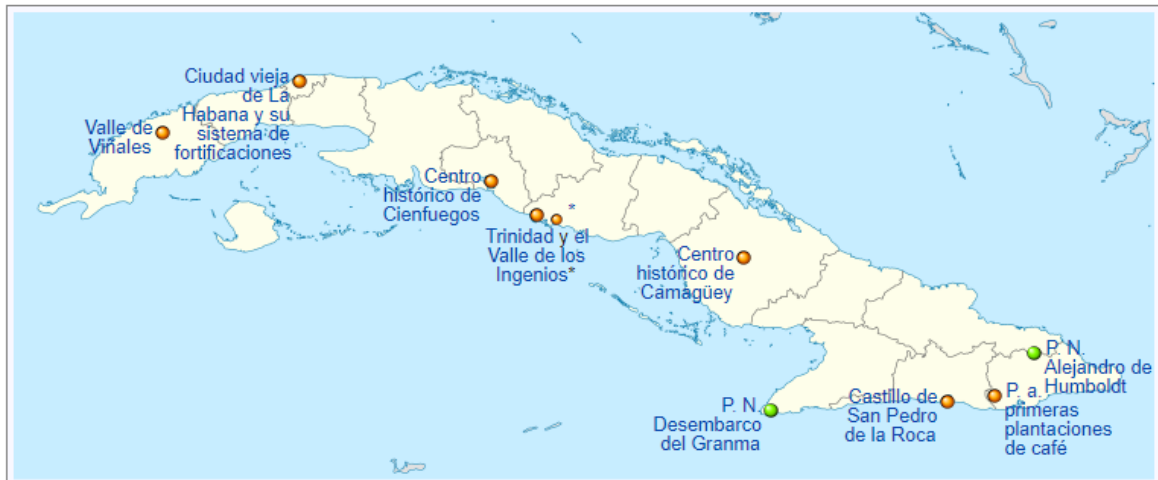 Ciudad vieja
de La
Habana y su
sistema de
fortificaciones
Valle de
Viñales
Centro
histórico de
Cienfuegos
*
Trinidad y el
Valle de los
Ingenios*
Centro
histórico de
Camagüey
P. N.
Alejandro de
Humboldt
P. a.
primeras
plantaciones
de café
Castillo de
San Pedro
de la Roca
P. N.
Desembarco
del Granma